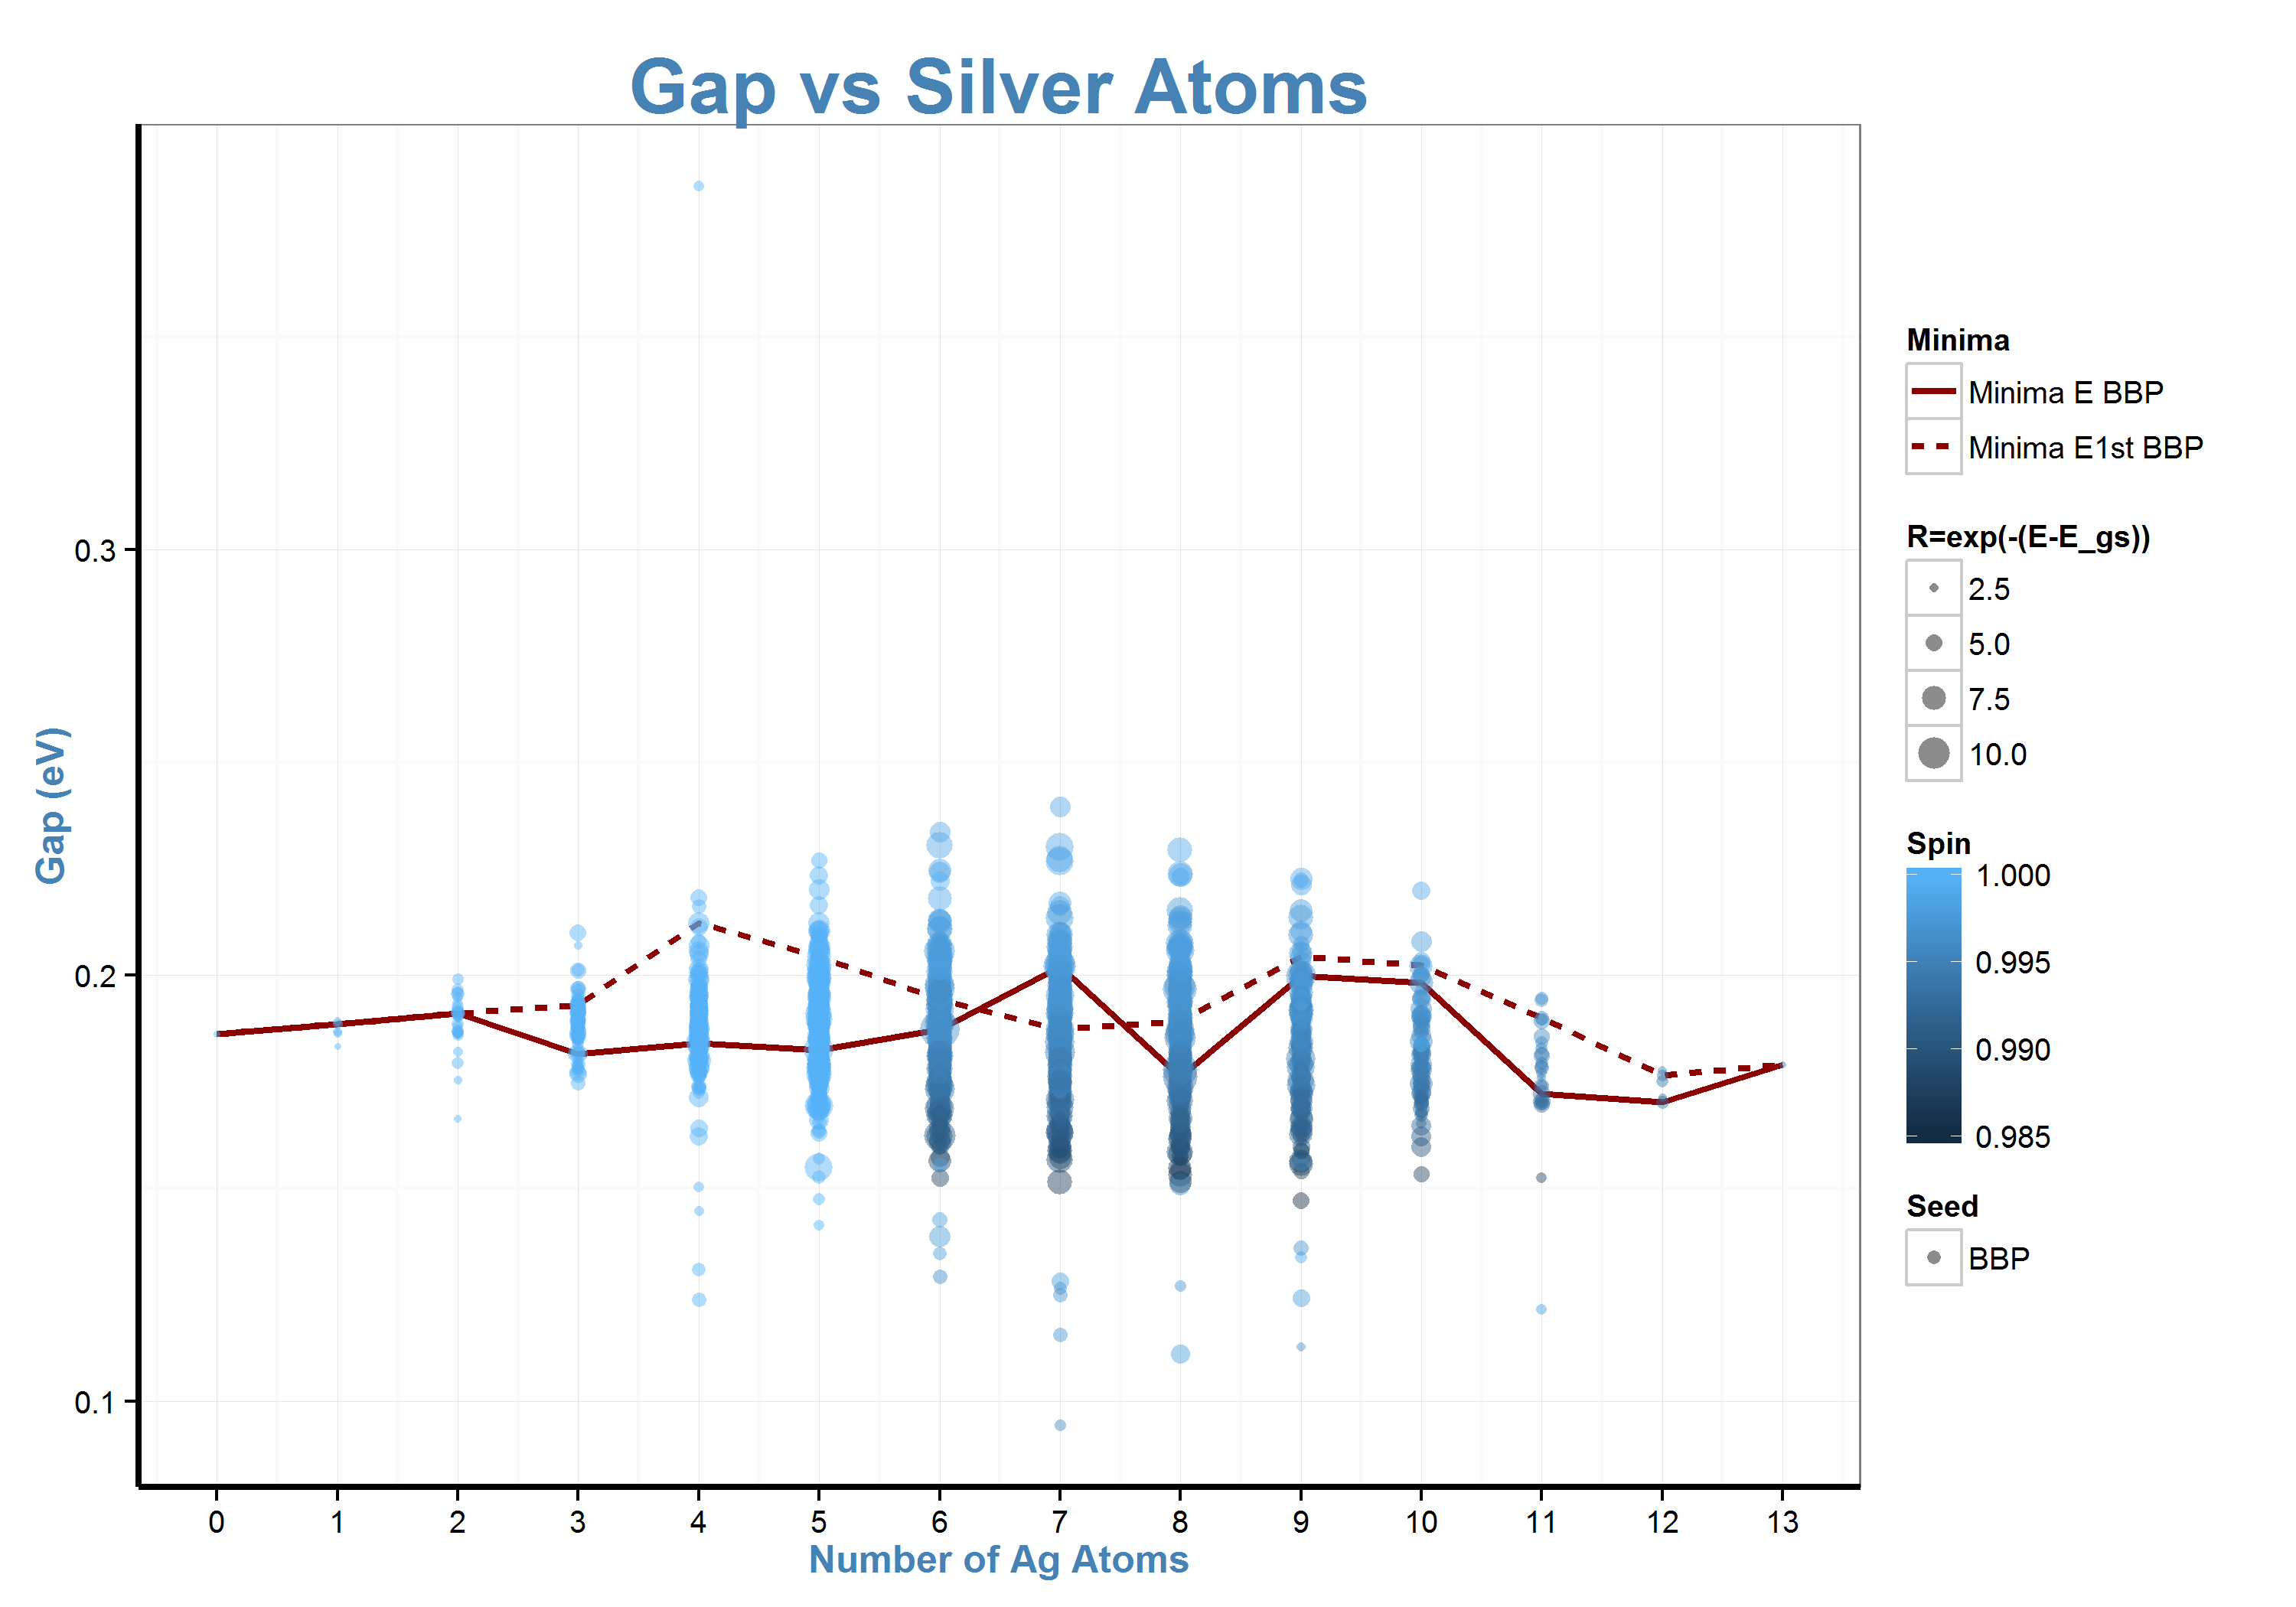 Gap vs Silver Atoms
Gap (eV)
0.3
0.2
0.1
0 1 2 3 4 5 6 7 8 9 10 11 12 13
Number of Ag Atoms
Minima
Minima E BBP
Minima E1st BBP
R=exp(-(E-E_gs))
2.5
5.0
7.5
10.0
Spin
1.000
0.995
0.990
0.985
Seed
BBP